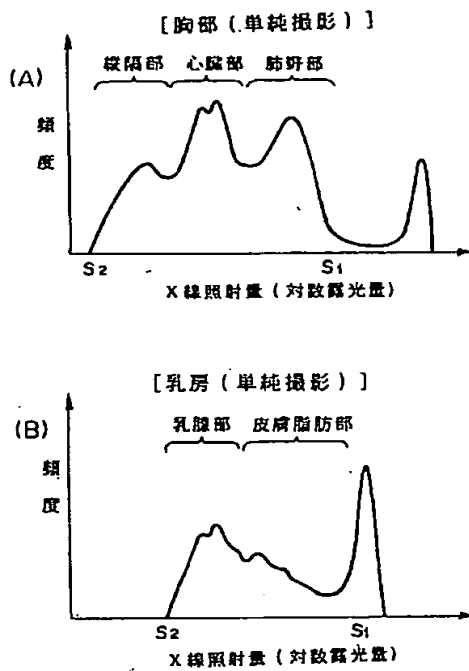 [胸部(単純撮影)]
(A)
縦隔部 心臓部 肺野部
頻度
S2 S1
X線照射量(対数露光量)
[乳房(単純撮影)]
(B)
乳腺部 皮膚脂肪部
頻度
S2 S1
X線照射量(対数露光量)